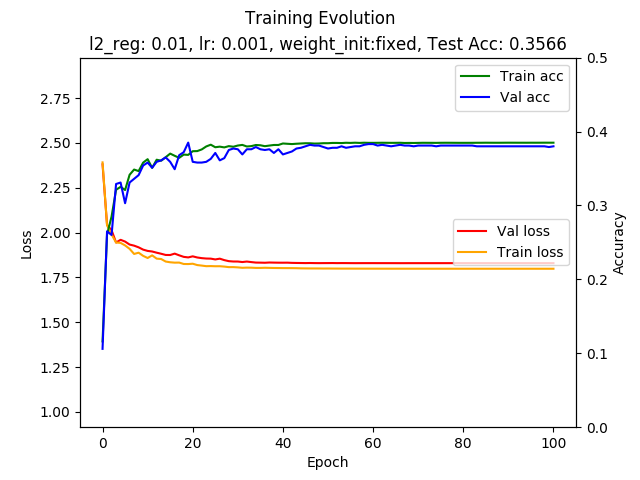 Training Evolution
l2_reg: 0.01, lr: 0.001, weight_init:fixed, Test Acc: 0.3566
Train acc
Val acc
Val loss
Train loss
Loss
2.75
2.50
2.25
2.00
1.75
1.50
1.25
1.00
Accuracy
0.5
0.4
0.3
0.2
0.1
0.0
0
20
40
60
80
100
Epoch